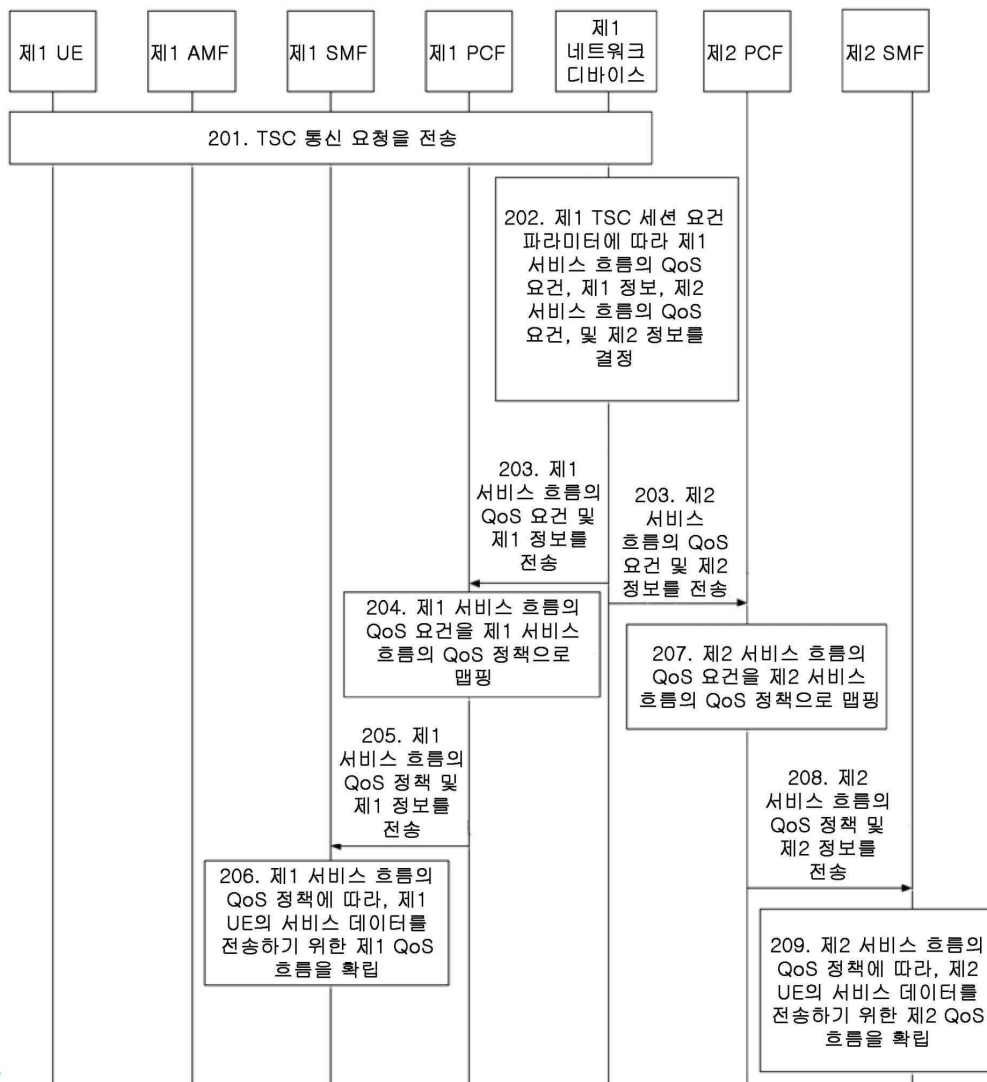 제1 UE
제1 AMF
제1 SMF
제1 PCF
제1
네트워크
디바이스
제2 PCF
제2 SMF
201. TSC 통신 요청을 전송
202. 제1 TSC 세션 요건
파라미터에 따라 제1
서비스 흐름의 QoS
요건, 제1 정보, 제2
서비스 흐름의 QoS
요건, 및 제2 정보를
결정
203. 제1
서비스 흐름의
QoS 요건 및
제1 정보를
전송
203. 제2
서비스
흐름의 QoS
요건 및 제2
정보를 전송
204. 제1 서비스 흐름의
QoS 요건을 제1 서비스
흐름의 QoS 정책으로
맵핑
207. 제2 서비스 흐름의
QoS 요건을 제2 서비스
흐름의 QoS 정책으로 맵핑
205. 제1
서비스 흐름의
QoS 정책 및
제1 정보를
전송
208. 제2
서비스 흐름의
QoS 정책 및
제2 정보를
전송
206. 제1 서비스 흐름의
QoS 정책에 따라, 제1
UE의 서비스 데이터를
전송하기 위한 제1 QoS
흐름을 확립
209. 제2 서비스 흐름의
QoS 정책에 따라, 제2
UE의 서비스 데이터를
전송하기 위한 제2 QoS
흐름을 확립